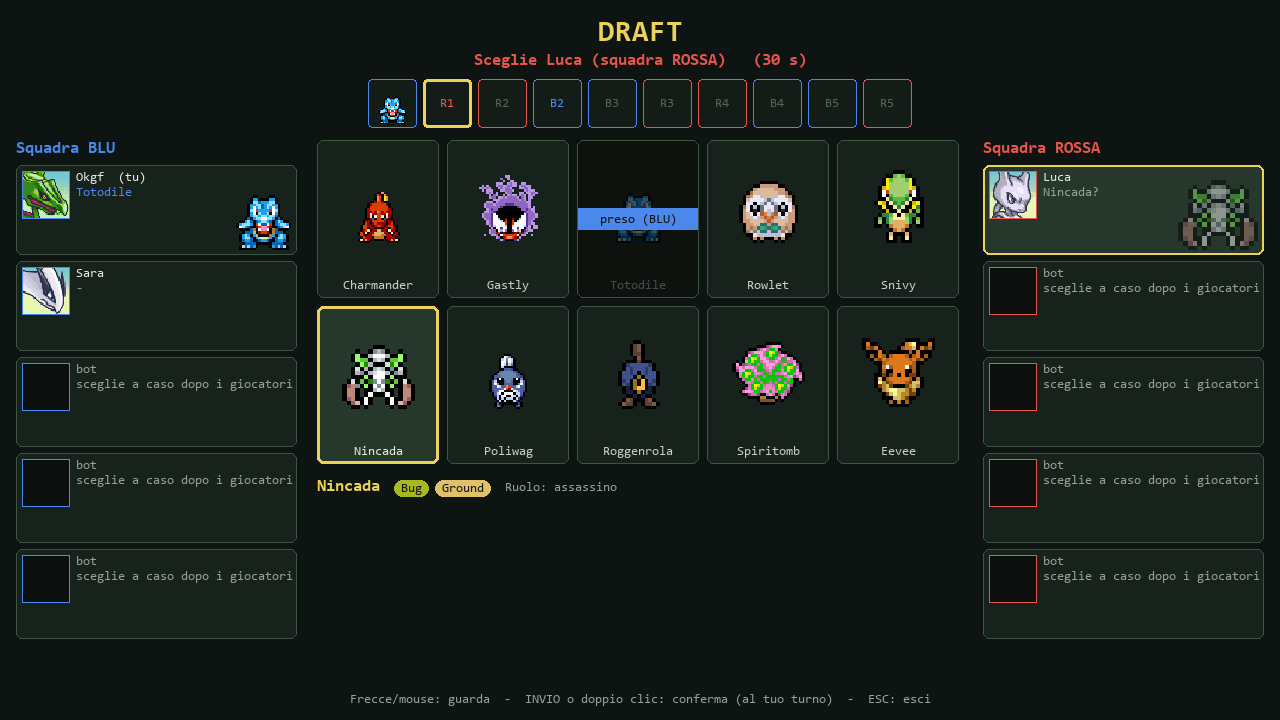 DRAFT
Sceglie Luca (squadra ROSSA)   (30 s)
R1 R2 B2 B3 R3 R4 B4 B5 R5
Squadra BLU
Okgf  (tu)
Totodile
Sara
-
bot
sceglie a caso dopo i giocatori
bot
sceglie a caso dopo i giocatori
bot
sceglie a caso dopo i giocatori
Charmander
Gastly
preso (BLU)
Totodile
Rowlet
Snivy
Nincada
Poliwag
Roggenrola
Spiritomb
Eevee
Nincada Bug Ground Ruolo: assassino
Squadra ROSSA
Luca
Nincada?
bot
sceglie a caso dopo i giocatori
bot
sceglie a caso dopo i giocatori
bot
sceglie a caso dopo i giocatori
bot
sceglie a caso dopo i giocatori
Frecce/mouse: guarda  -  INVIO o doppio clic: conferma (al tuo turno)  -  ESC: esci